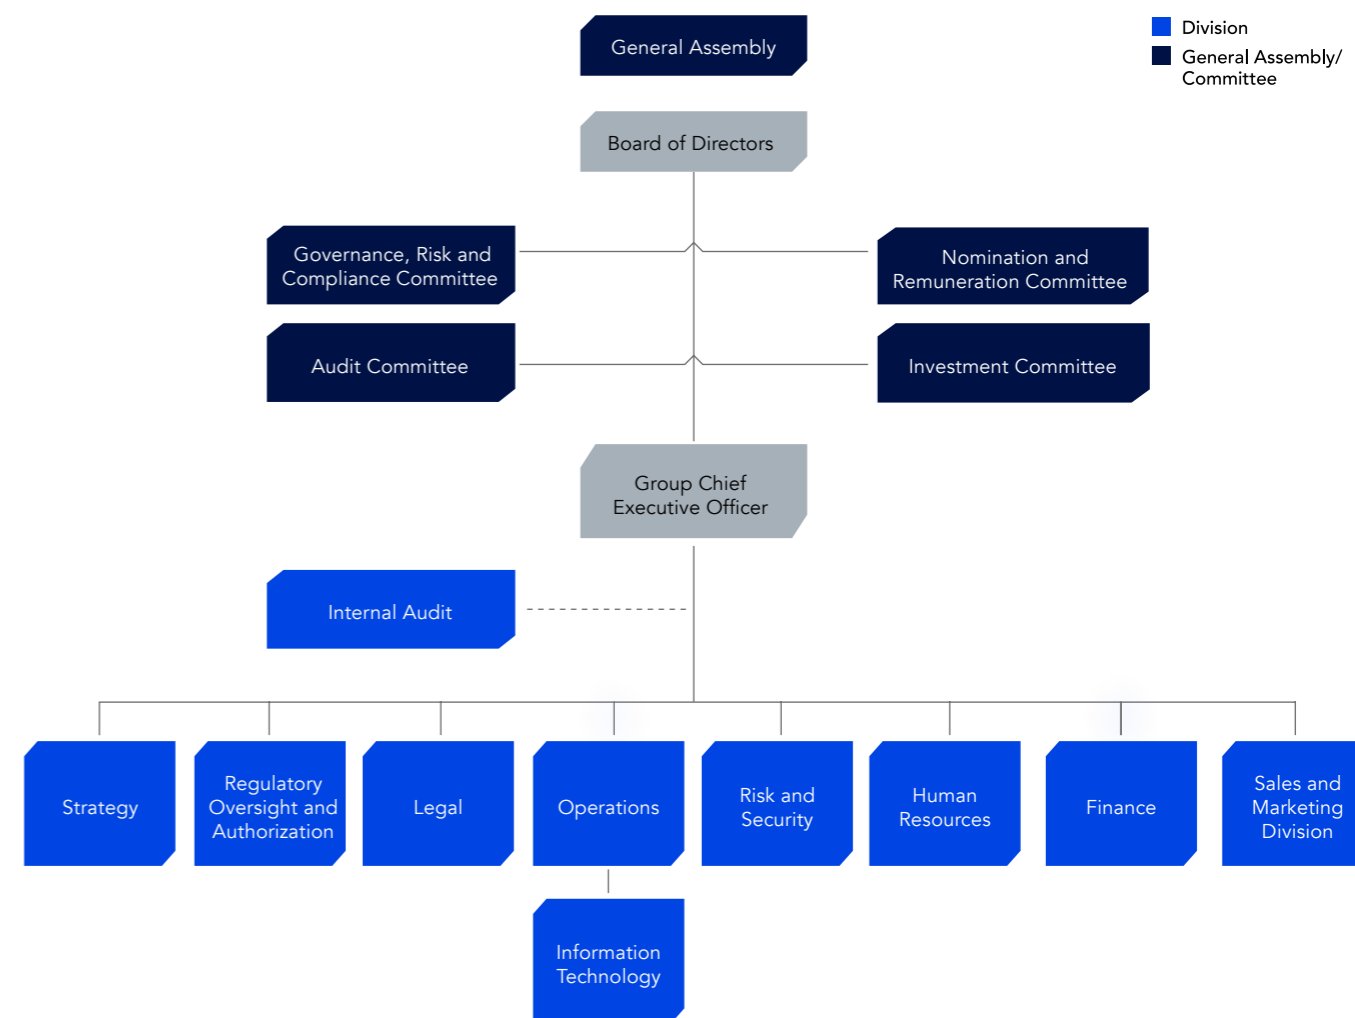 General Assembly
Division
General Assembly/
Committee
Board of Directors
Governance, Risk and
Compliance Committee
Nomination and
Remuneration Committee
Audit Committee
Investment Committee
Group Chief
Executive Officer
Internal Audit
Strategy
Regulatory
Oversight and
Authorization
Legal
Operations
Risk and
Security
Human
Resources
Finance
Sales and
Marketing
Division
Information
Technology